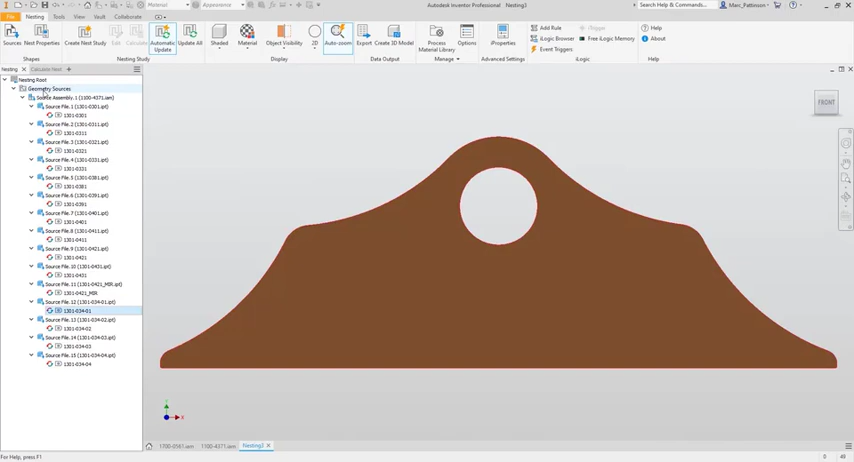 Material
Appearance
Autodesk Inventor Professional Nesting3
Search Help & Commands...
Marc_Pattinson
File Nesting Tools View Vault Collaborate
Sources
Nest Properties
Create Nest Study
Edit
Calculate
Automatic Update
Update All
Shaded
Material
Object Visibility
2D
Auto-zoom
Export
Create 3D Model
Process Material Library
Options
Properties
Add Rule
Trigger
iLogic Browser
Free iLogic Memory
Event Triggers
Help
About
Shapes
Nesting Study
Display
Data Output
Manage
Advanced Settings
Help
Nesting
Calculate Nest
Nesting Root
Geometry Sources
Source Assembly.1 (1100-4371.iam)
Source File.1 (1301-0301.ipt)
1301-0301
Source File.2 (1301-0311.ipt)
1301-0311
Source File.3 (1301-0321.ipt)
1301-0321
Source File.4 (1301-0331.ipt)
1301-0331
Source File.5 (1301-0381.ipt)
1301-0381
Source File.6 (1301-0391.ipt)
1301-0391
Source File.7 (1301-0401.ipt)
1301-0401
Source File.8 (1301-0411.ipt)
1301-0411
Source File.9 (1301-0421.ipt)
1301-0421
Source File.10 (1301-0431.ipt)
1301-0431
Source File.11 (1301-0421_MIR.ipt)
1301-0421_MIR
Source File.12 (1301-034-01.ipt)
1301-034-01
Source File.13 (1301-034-02.ipt)
1301-034-02
Source File.14 (1301-034-03.ipt)
1301-034-03
Source File.15 (1301-034-04.ipt)
1301-034-04
FRONT
Y
X
1700-0561.iam
1100-4371.iam
Nesting3
For Help, press F1
0
49